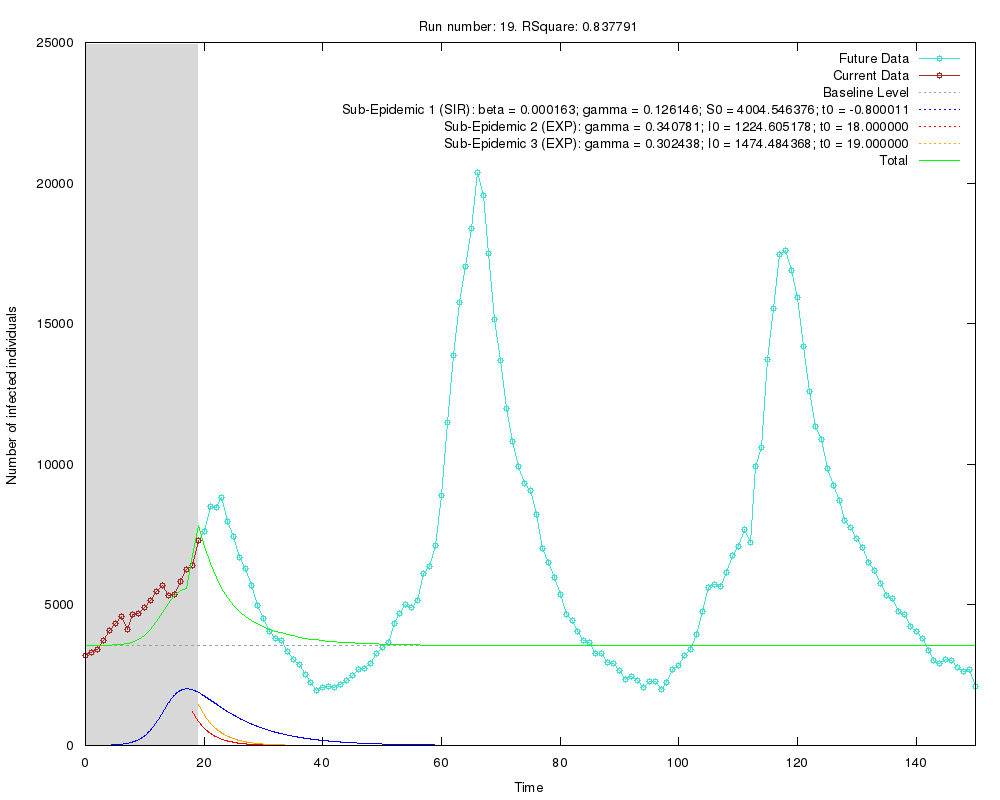 Run number: 19. RSquare: 0.837791
25000
20000
15000
10000
5000
0
Number of infected individuals
Future Data
Current Data
Baseline Level
Sub-Epidemic 1 (SIR): beta = 0.000163; gamma = 0.126146; S0 = 4004.546376; t0 = -0.800011
Sub-Epidemic 2 (EXP): gamma = 0.340781; I0 = 1224.605178; t0 = 18.000000
Sub-Epidemic 3 (EXP): gamma = 0.302438; I0 = 1474.484368; t0 = 19.000000
Total
0 20 40 60 80 100 120 140
Time